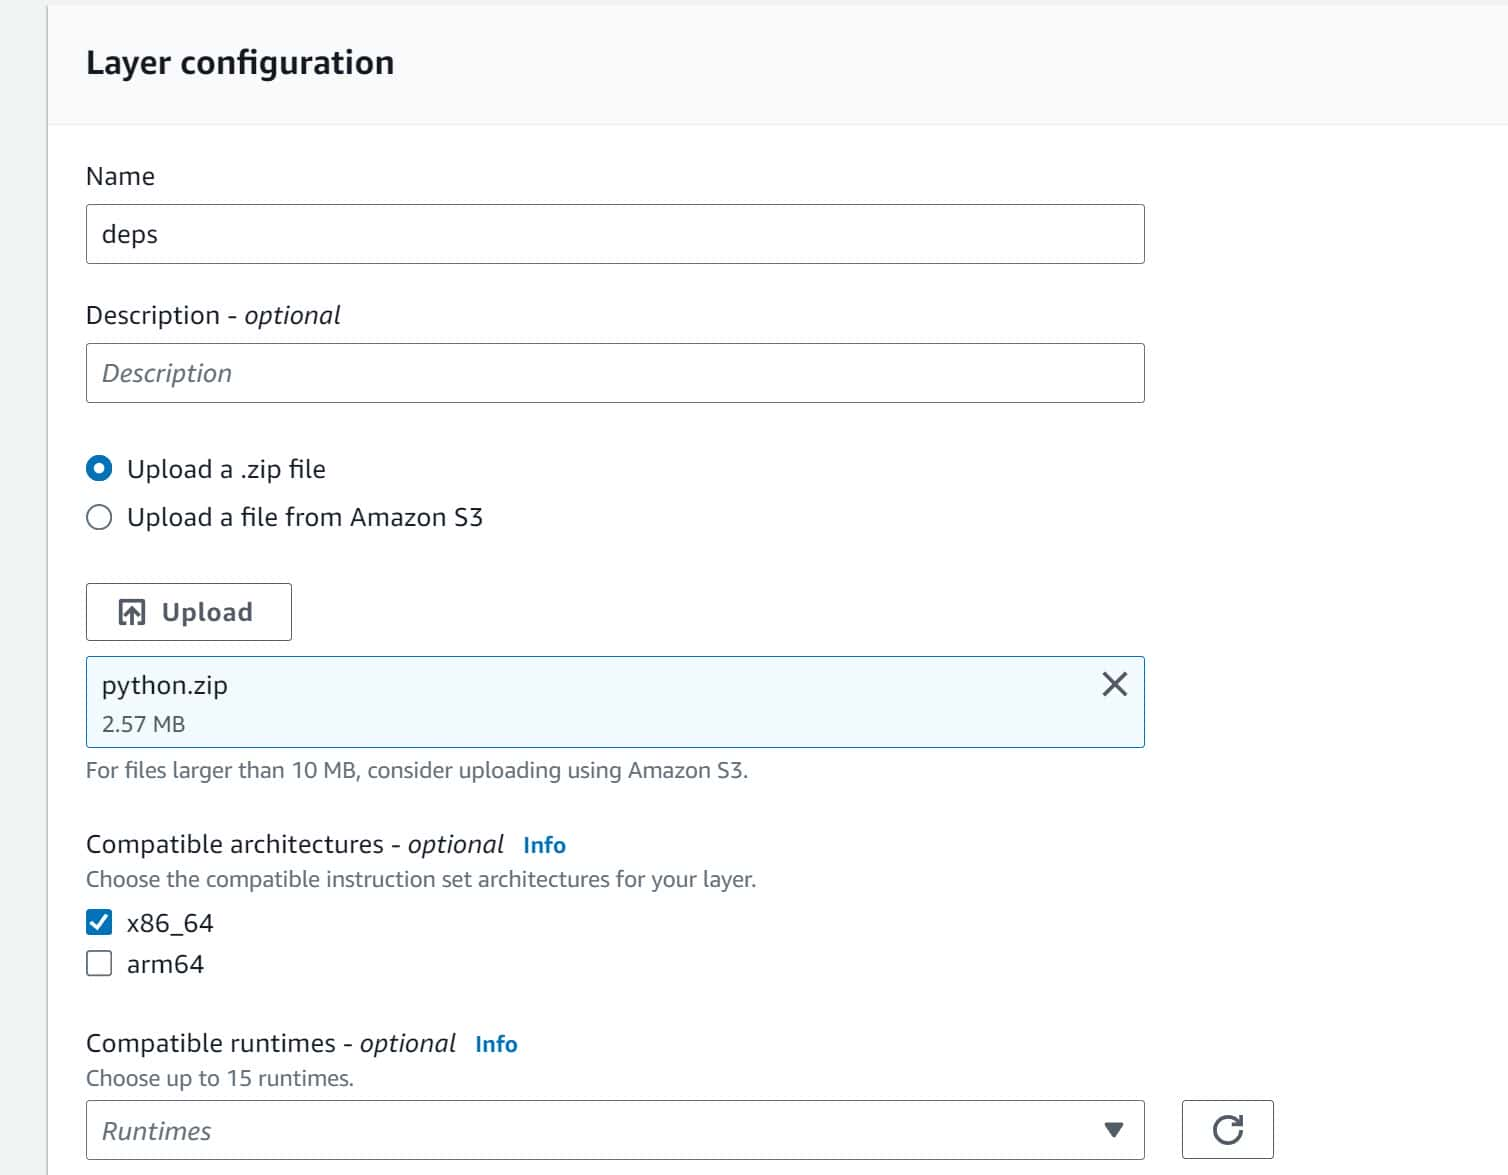 Layer configuration
Name
deps
Description - optional
Description
Upload a .zip file
Upload a file from Amazon S3
Upload
python.zip
2.57 MB
For files larger than 10 MB, consider uploading using Amazon S3.
Compatible architectures - optional Info
Choose the compatible instruction set architectures for your layer.
x86_64
arm64
Compatible runtimes - optional Info
Choose up to 15 runtimes.
Runtimes